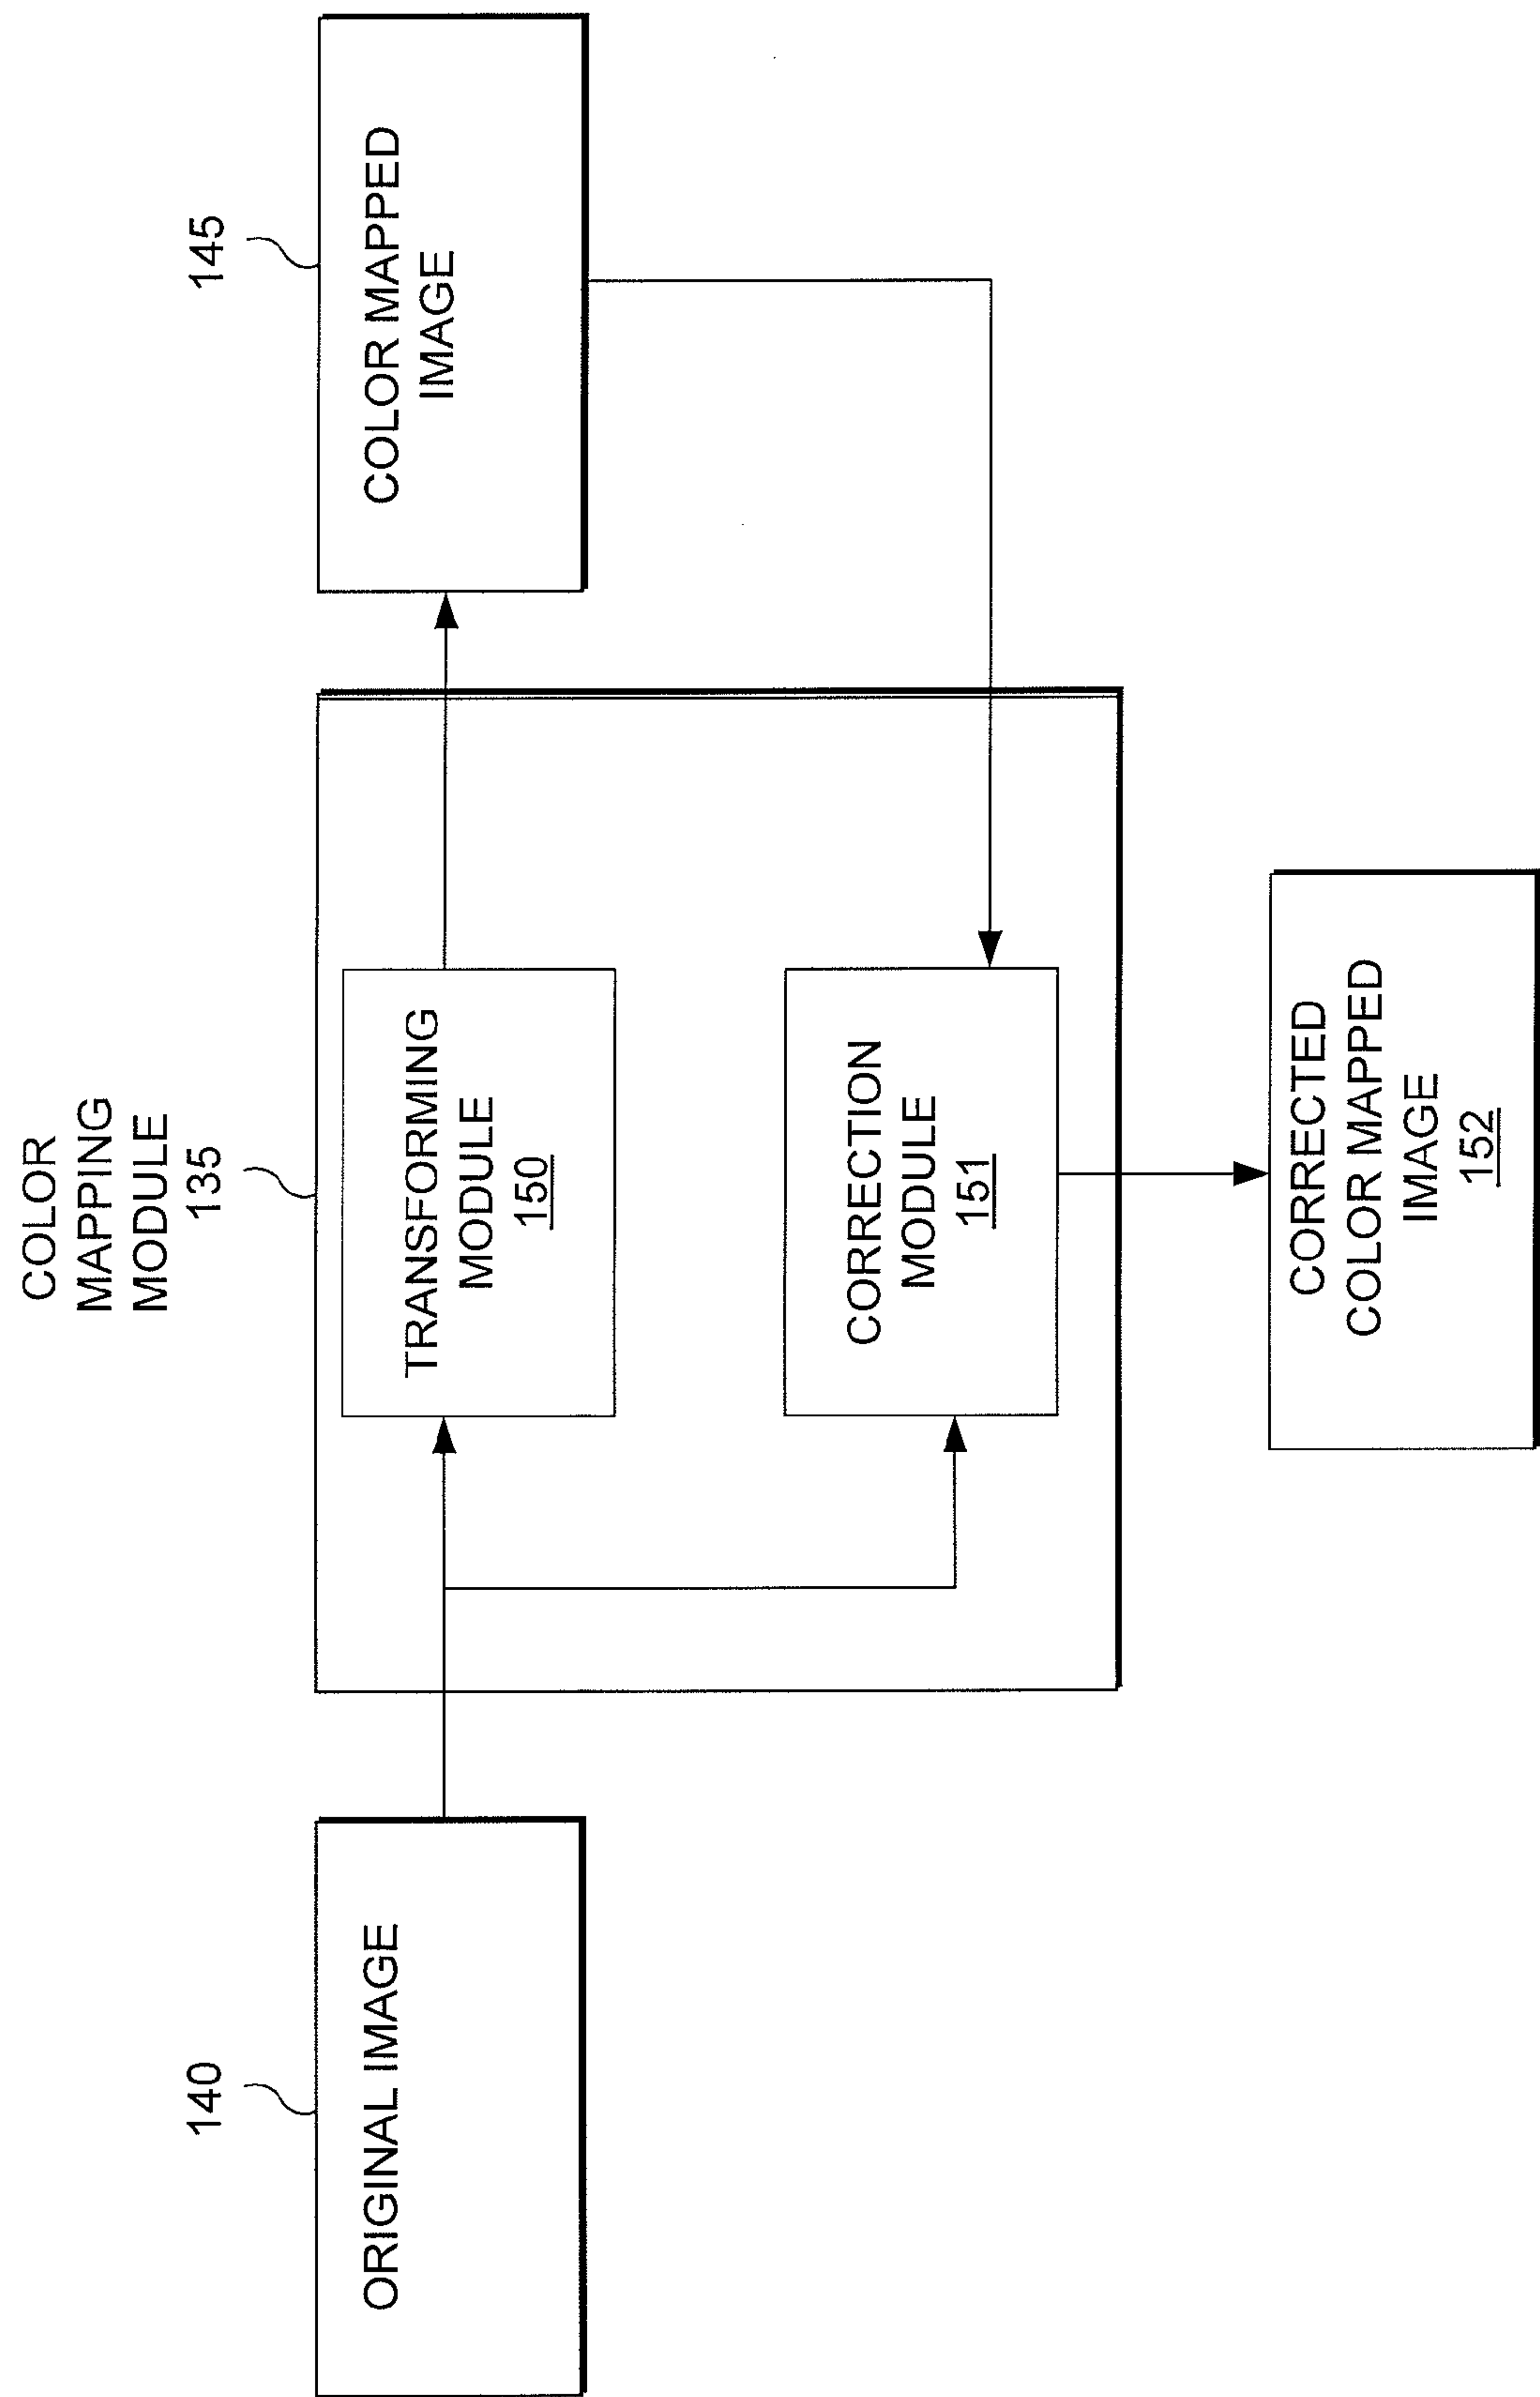 COLOR
MAPPING
MODULE
135
140
145
ORIGINAL IMAGE
TRANSFORMING
MODULE
150
COLOR MAPPED
IMAGE
CORRECTION
MODULE
151
CORRECTED
COLOR MAPPED
IMAGE
152